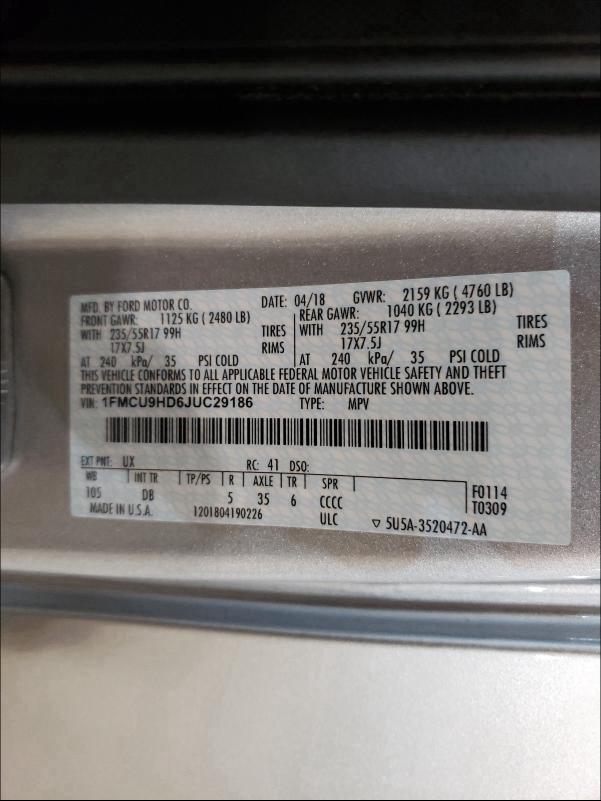 MFD. BY FORD MOTOR CO. DATE: 04/18 GVWR: 2159 KG ( 4760 LB)
FRONT GAWR: 1125 KG ( 2480 LB) REAR GAWR: 1040 KG ( 2293 LB)
WITH 235/55R17 99H TIRES WITH 235/55R17 99H TIRES
17X7.5J RIMS 17X7.5J RIMS
AT 240 kPa/ 35 PSI COLD AT 240 kPa/ 35 PSI COLD
THIS VEHICLE CONFORMS TO ALL APPLICABLE FEDERAL MOTOR VEHICLE SAFETY AND THEFT
PREVENTION STANDARDS IN EFFECT ON THE DATE OF MANUFACTURE SHOWN ABOVE.
VIN: 1FMCU9HD6JUC29186 TYPE: MPV
EXT PNT: UX RC: 41 DSO:
WB INT TR TP/PS R AXLE TR SPR
105 DB 5 35 6 CCCC F0114
MADE IN U.S.A. 1201804190226 ULC T0309
▽ 5U5A-3520472-AA